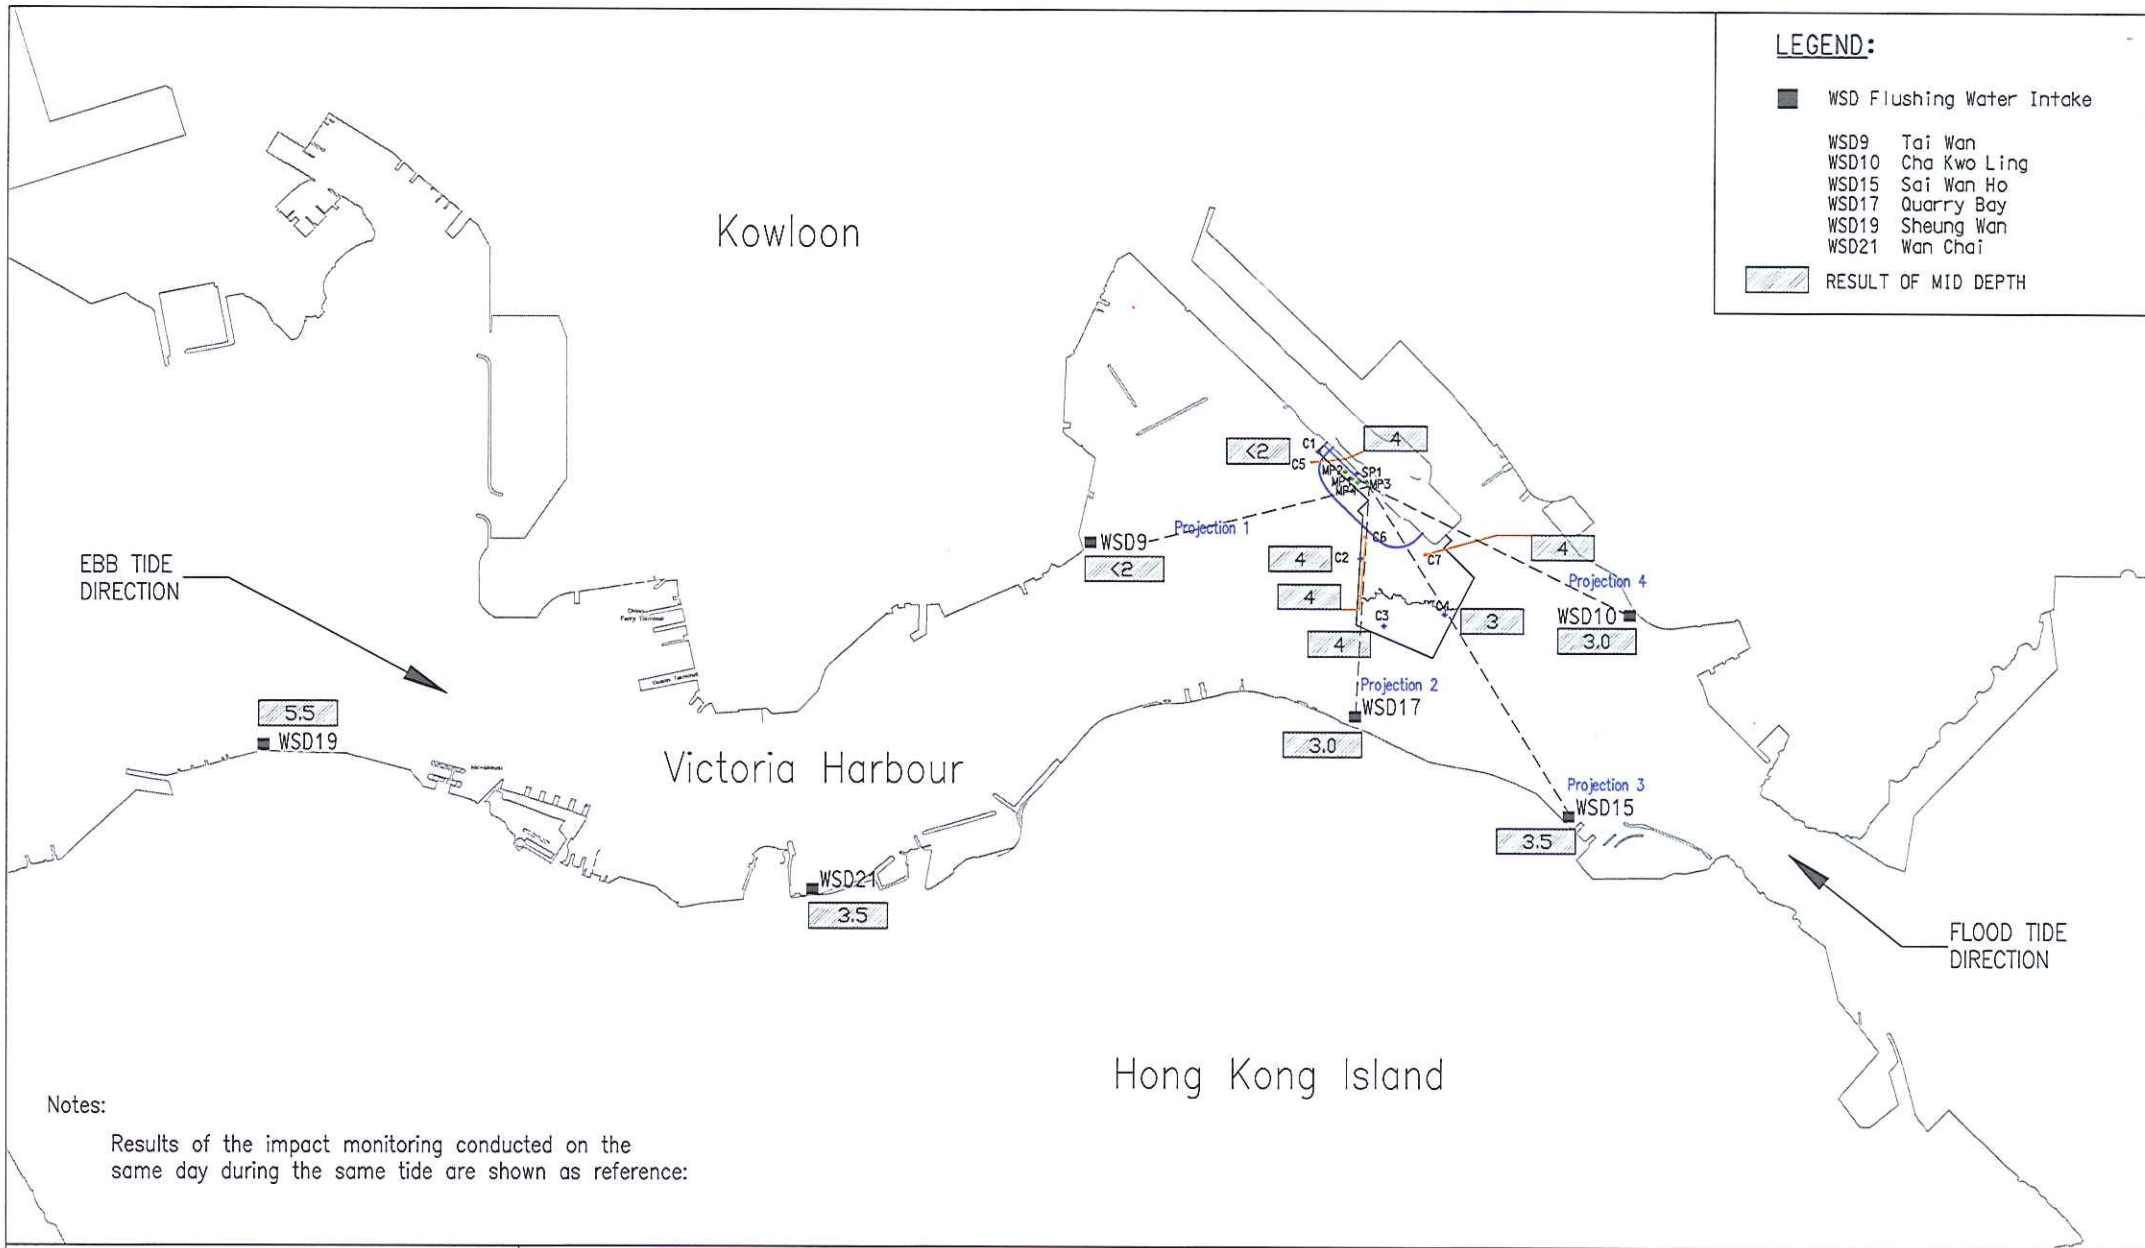 LEGEND:
WSD Flushing Water Intake
WSD9 Tai Wan
WSD10 Cha Kwo Ling
WSD15 Sai Wan Ho
WSD17 Quarry Bay
WSD19 Sheung Wan
WSD21 Wan Chai
RESULT OF MID DEPTH
Kowloon
<2
C1
4
C5
MP2
SP1
MP3
Projection 1
WSD9
<2
C6
4
C2
C7
4
Projection 4
EBB TIDE
DIRECTION
4
C3
3
WSD10
3.0
China
Ferry Terminal
4
Ocean Terminal
Projection 2
WSD17
5.5
WSD19
3.0
Victoria Harbour
Projection 3
WSD15
3.5
WSD21
3.5
FLOOD TIDE
DIRECTION
Hong Kong Island
Notes:
Results of the impact monitoring conducted on the
same day during the same tide are shown as reference: